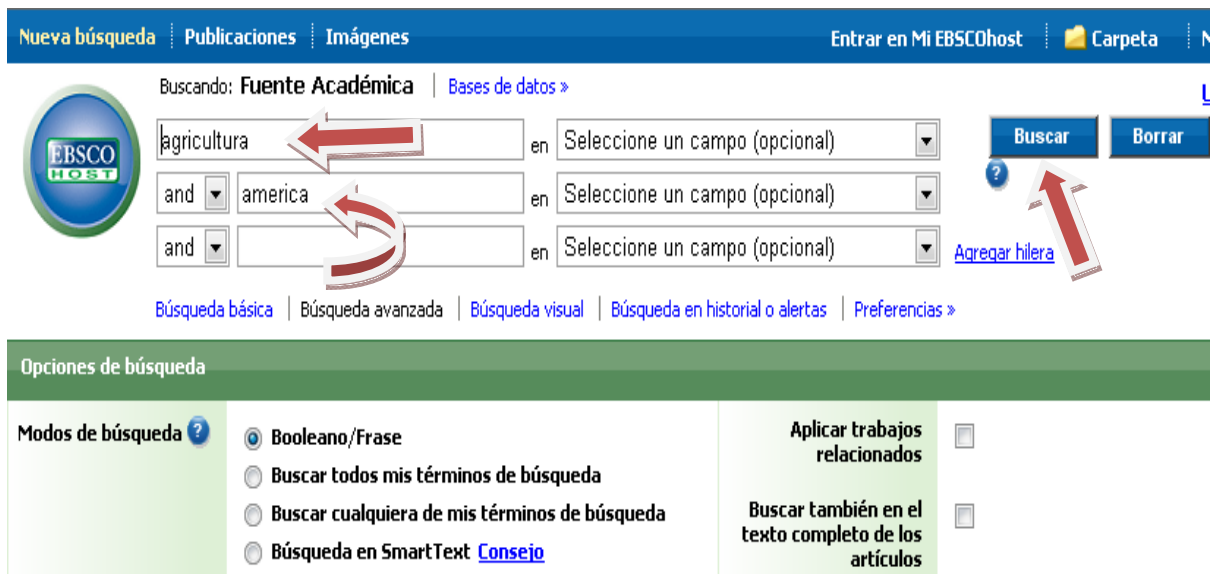 Nueva búsqueda Publicaciones Imágenes Entrar en Mi EBSCOhost Carpeta
Buscando: Fuente Académica Bases de datos »
EBSCO
HOST
agricultura en Seleccione un campo (opcional) Buscar Borrar
and america en Seleccione un campo (opcional) ?
and en Seleccione un campo (opcional) Agregar hilera
Búsqueda básica Búsqueda avanzada Búsqueda visual Búsqueda en historial o alertas Preferencias »
Opciones de búsqueda
Modos de búsqueda ?
Booleano/Frase
Buscar todos mis términos de búsqueda
Buscar cualquiera de mis términos de búsqueda
Búsqueda en SmartText Consejo
Aplicar trabajos
relacionados
Buscar también en el
texto completo de los
artículos